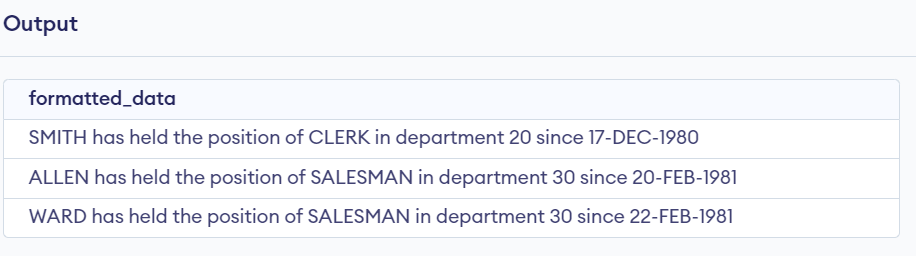 Output
formatted_data
SMITH has held the position of CLERK in department 20 since 17-DEC-1980
ALLEN has held the position of SALESMAN in department 30 since 20-FEB-1981
WARD has held the position of SALESMAN in department 30 since 22-FEB-1981